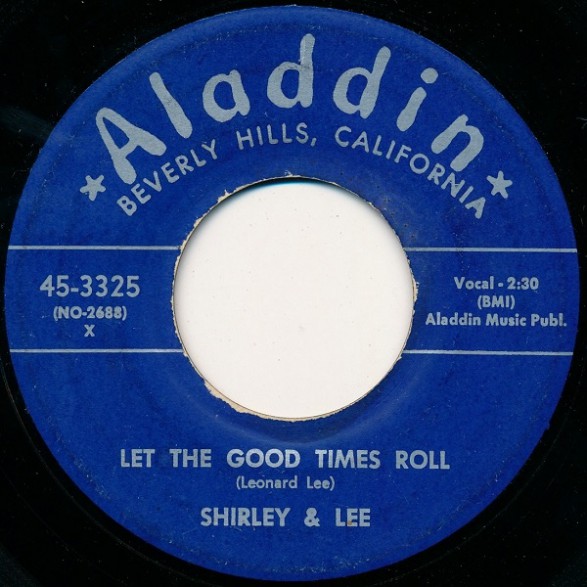 ★Aladdin★
BEVERLY HILLS, CALIFORNIA
45-3325
(NO-2688)
X
Vocal - 2:30
(BMI)
Aladdin Music Publ.
LET THE GOOD TIMES ROLL
(Leonard Lee)
SHIRLEY & LEE